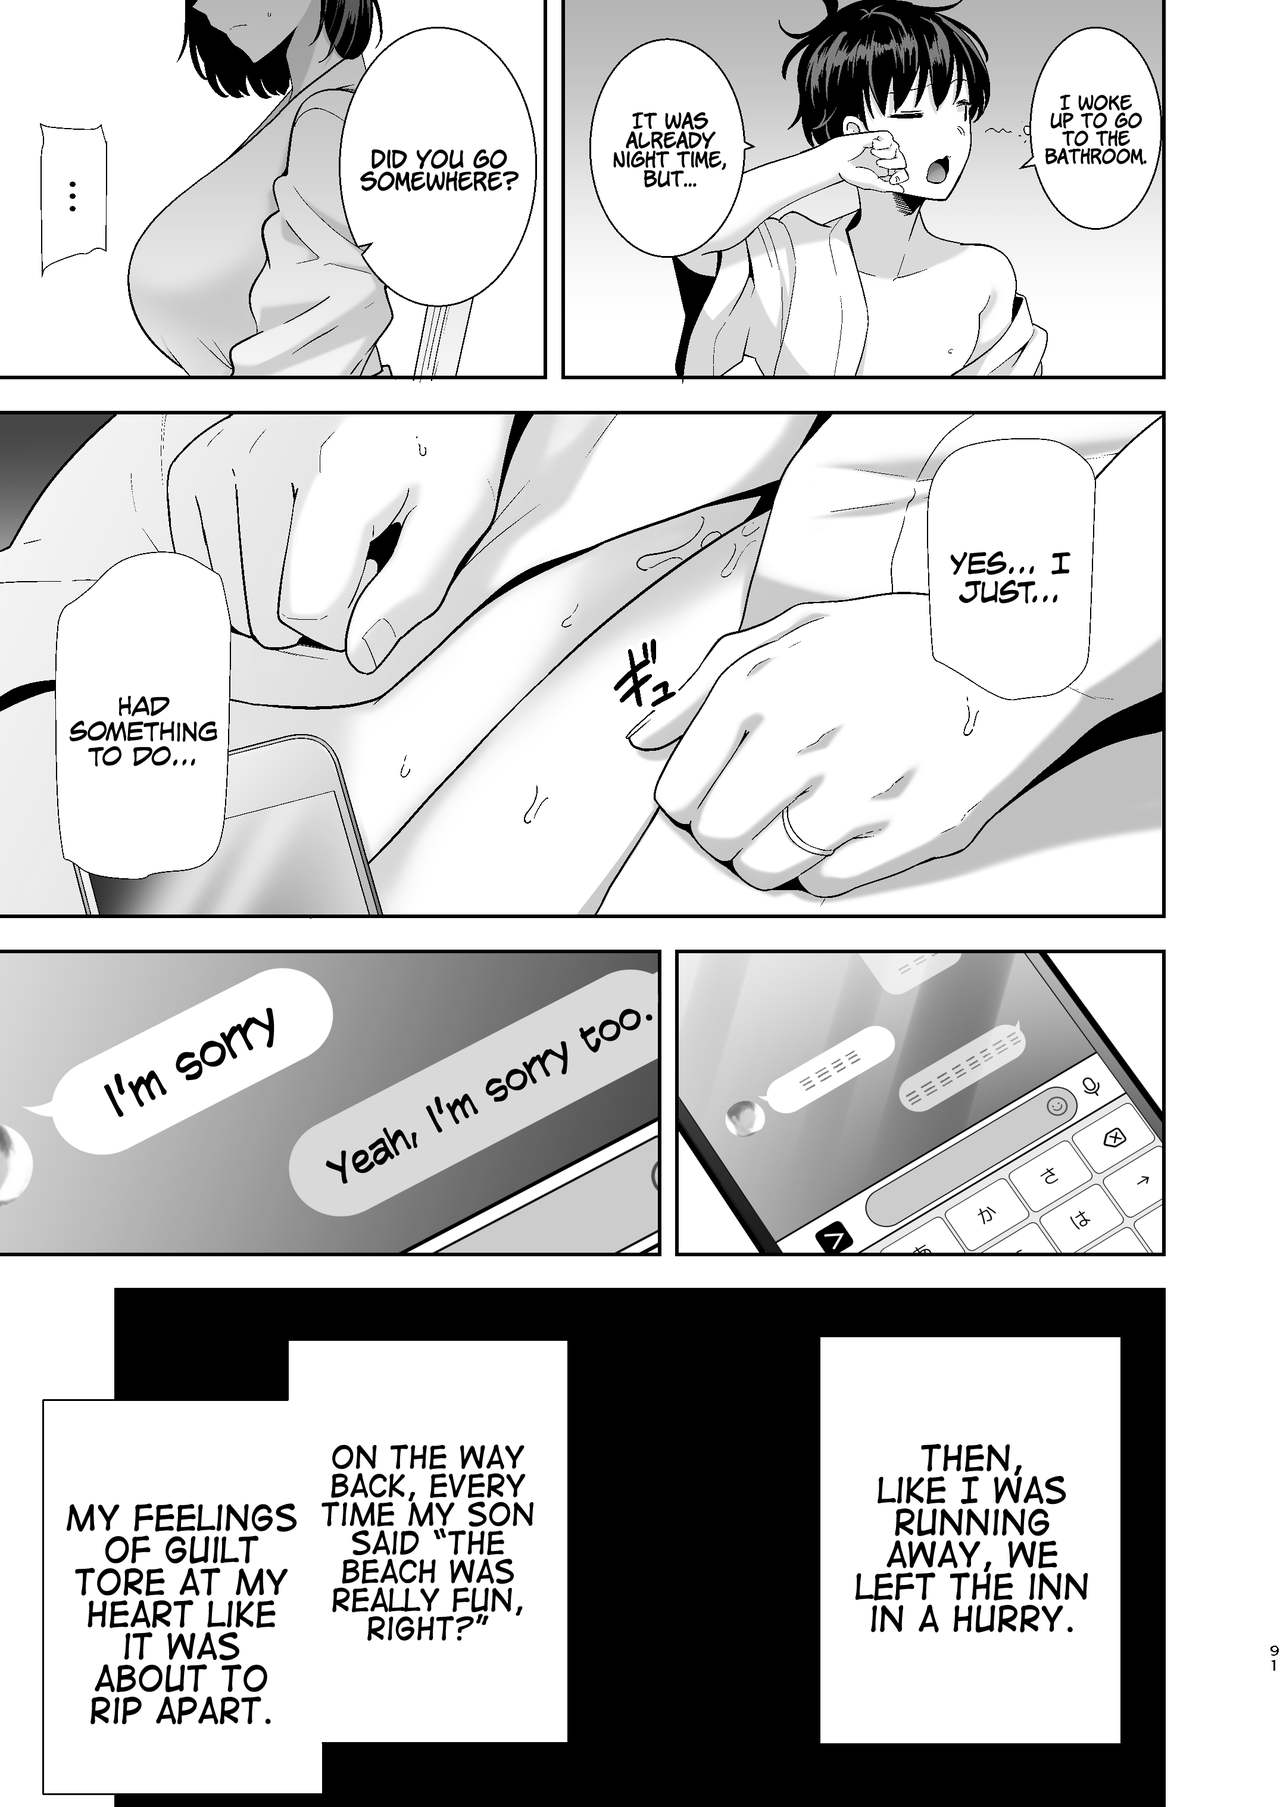 I WOKE
UP TO GO
TO THE
BATHROOM.
IT WAS
ALREADY
NIGHT TIME,
BUT...
DID YOU GO
SOMEWHERE?
...
YES... I
JUST...
ギュ
HAD
SOMETHING
TO DO...
さ
か
は
あ
→
I'm sorry
Yeah, I'm sorry too.
THEN,
LIKE I WAS
RUNNING
AWAY, WE
LEFT THE INN
IN A HURRY.
ON THE WAY
BACK, EVERY
TIME MY SON
SAID "THE
BEACH WAS
REALLY FUN,
RIGHT?"
MY FEELINGS
OF GUILT
TORE AT MY
HEART LIKE
IT WAS
ABOUT TO
RIP APART.
91